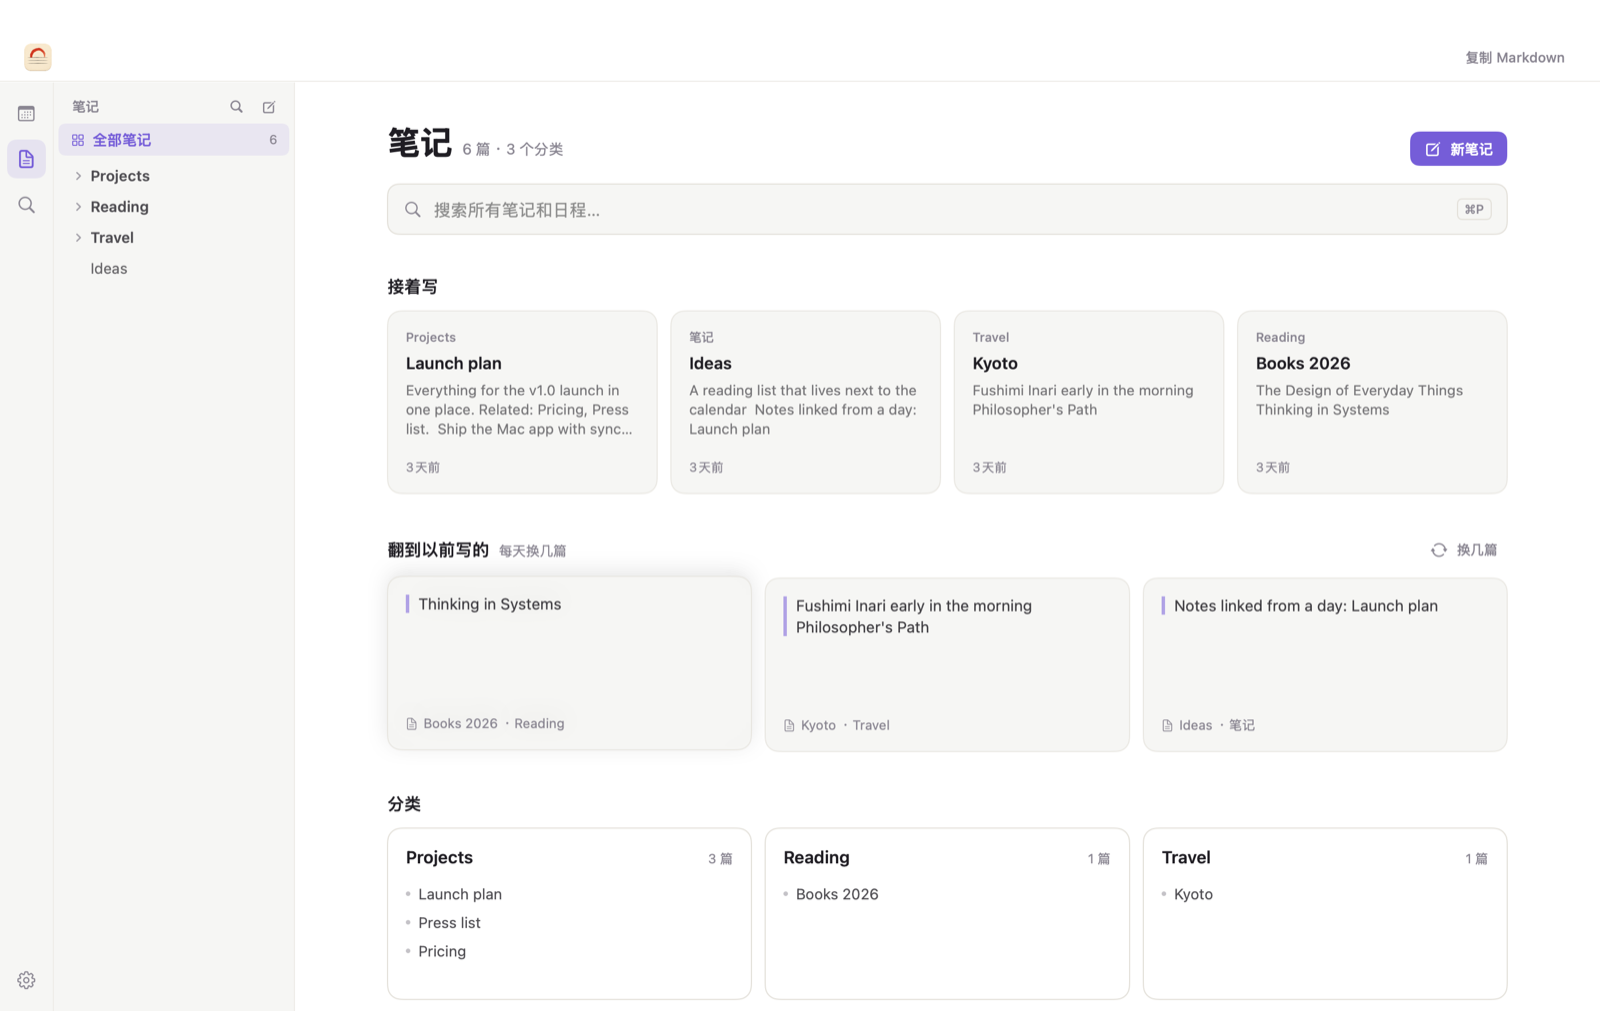 复制 Markdown
笔记
全部笔记 6
Projects
Reading
Travel
Ideas
笔记 6 篇 · 3 个分类
新笔记
搜索所有笔记和日程...
⌘P
接着写
Projects
Launch plan
Everything for the v1.0 launch in
one place. Related: Pricing, Press
list.  Ship the Mac app with sync...
3天前
笔记
Ideas
A reading list that lives next to the
calendar  Notes linked from a day:
Launch plan
3天前
Travel
Kyoto
Fushimi Inari early in the morning
Philosopher's Path
3天前
Reading
Books 2026
The Design of Everyday Things
Thinking in Systems
3天前
翻到以前写的 每天换几篇
换几篇
Thinking in Systems
Books 2026 · Reading
Fushimi Inari early in the morning
Philosopher's Path
Kyoto · Travel
Notes linked from a day: Launch plan
Ideas · 笔记
分类
Projects 3 篇
• Launch plan
• Press list
• Pricing
Reading 1 篇
• Books 2026
Travel 1 篇
• Kyoto